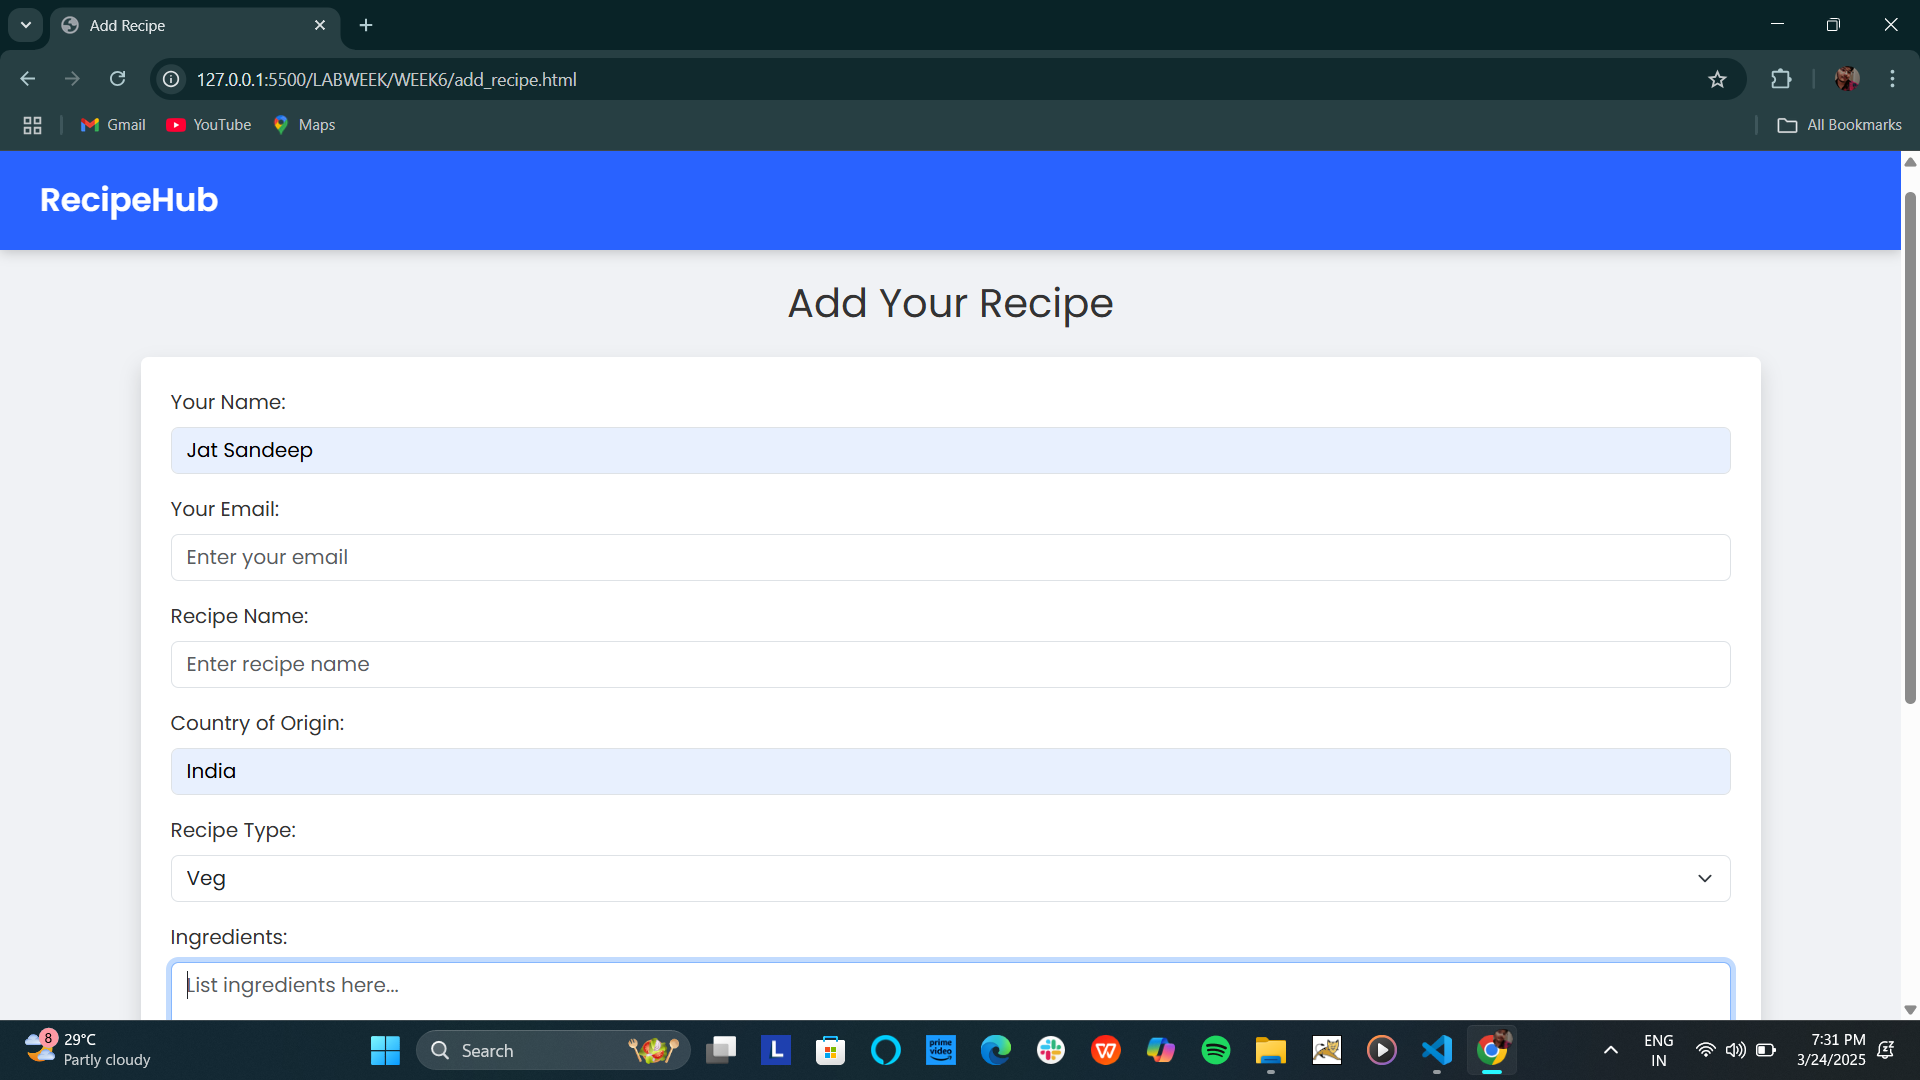 Add Recipe
127.0.0.1:5500/LABWEEK/WEEK6/add_recipe.html
Gmail YouTube Maps All Bookmarks
RecipeHub
Add Your Recipe
Your Name:
Jat Sandeep
Your Email:
Enter your email
Recipe Name:
Enter recipe name
Country of Origin:
India
Recipe Type:
Veg
Ingredients:
List ingredients here...
8
29°C
Partly cloudy
Search
L
prime video
W
ENG
IN
7:31 PM
3/24/2025